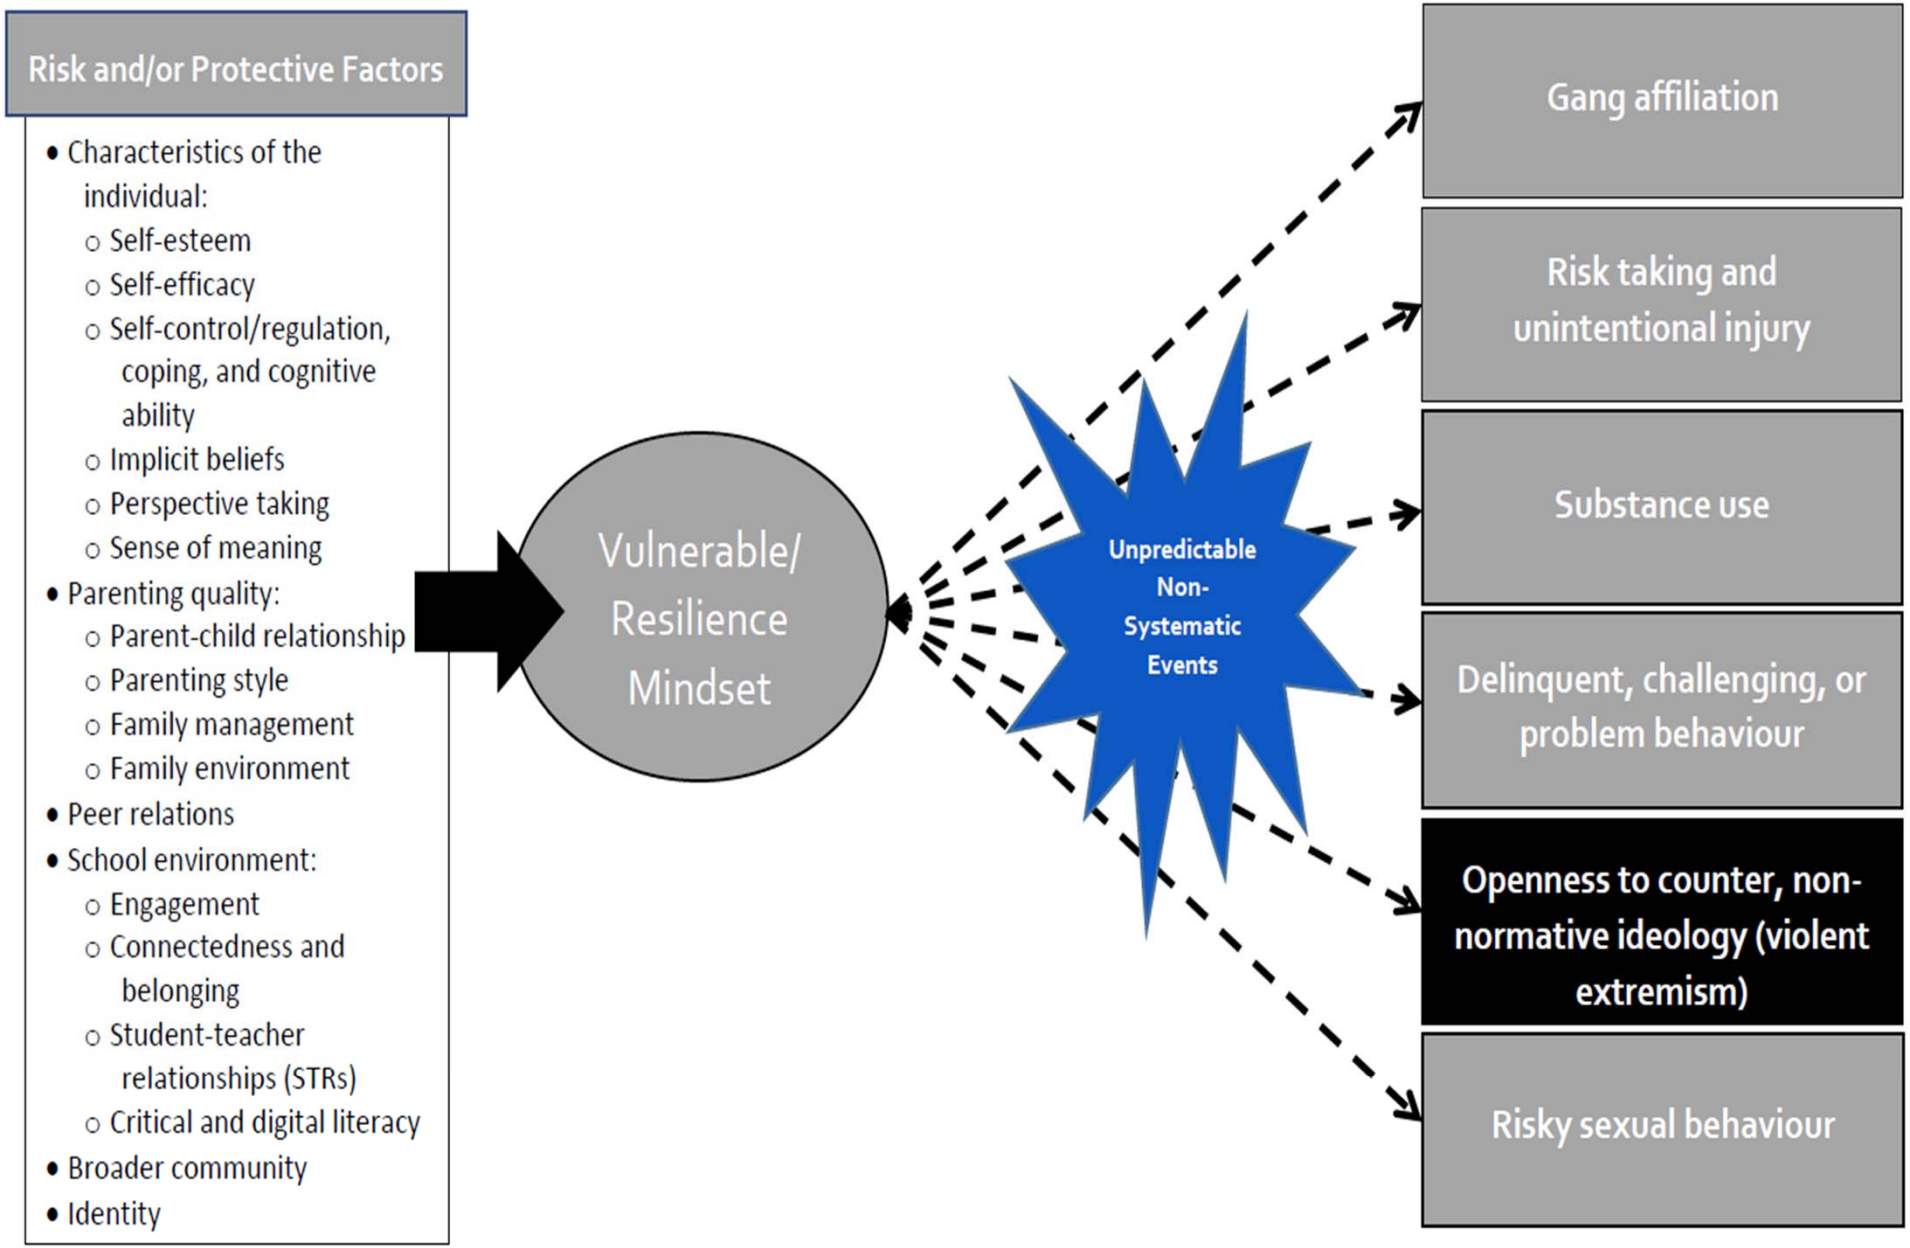 Risk and/or Protective Factors
• Characteristics of the
individual:
o Self-esteem
o Self-efficacy
o Self-control/regulation,
coping, and cognitive
ability
o Implicit beliefs
o Perspective taking
o Sense of meaning
• Parenting quality:
o Parent-child relationship
o Parenting style
o Family management
o Family environment
• Peer relations
• School environment:
o Engagement
o Connectedness and
belonging
o Student-teacher
relationships (STRs)
o Critical and digital literacy
• Broader community
• Identity
Vulnerable/
Resilience
Mindset
Unpredictable
Non-
Systematic
Events
Gang affiliation
Risk taking and
unintentional injury
Substance use
Delinquent, challenging, or
problem behaviour
Openness to counter, non-
normative ideology (violent
extremism)
Risky sexual behaviour